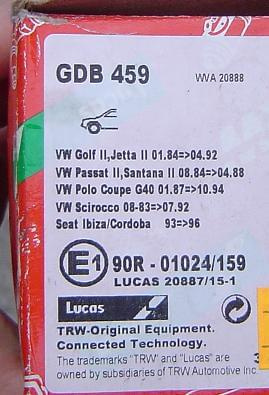 GDB 459
WVA 20888
VW Golf II,Jetta II 01.84=>04.92
VW Passat II,Santana II 08.84=>04.88
VW Polo Coupe G40 01.87=>10.94
VW Scirocco 08-83=>07.92
Seat Ibiza/Cordoba 93=>96
E1 90R - 01024/159
LUCAS 20887/15-1
Lucas
TRW-Original Equipment.
Connected Technology.
The trademarks "TRW" and "Lucas" are
owned by subsidiaries of TRW Automotive Inc.